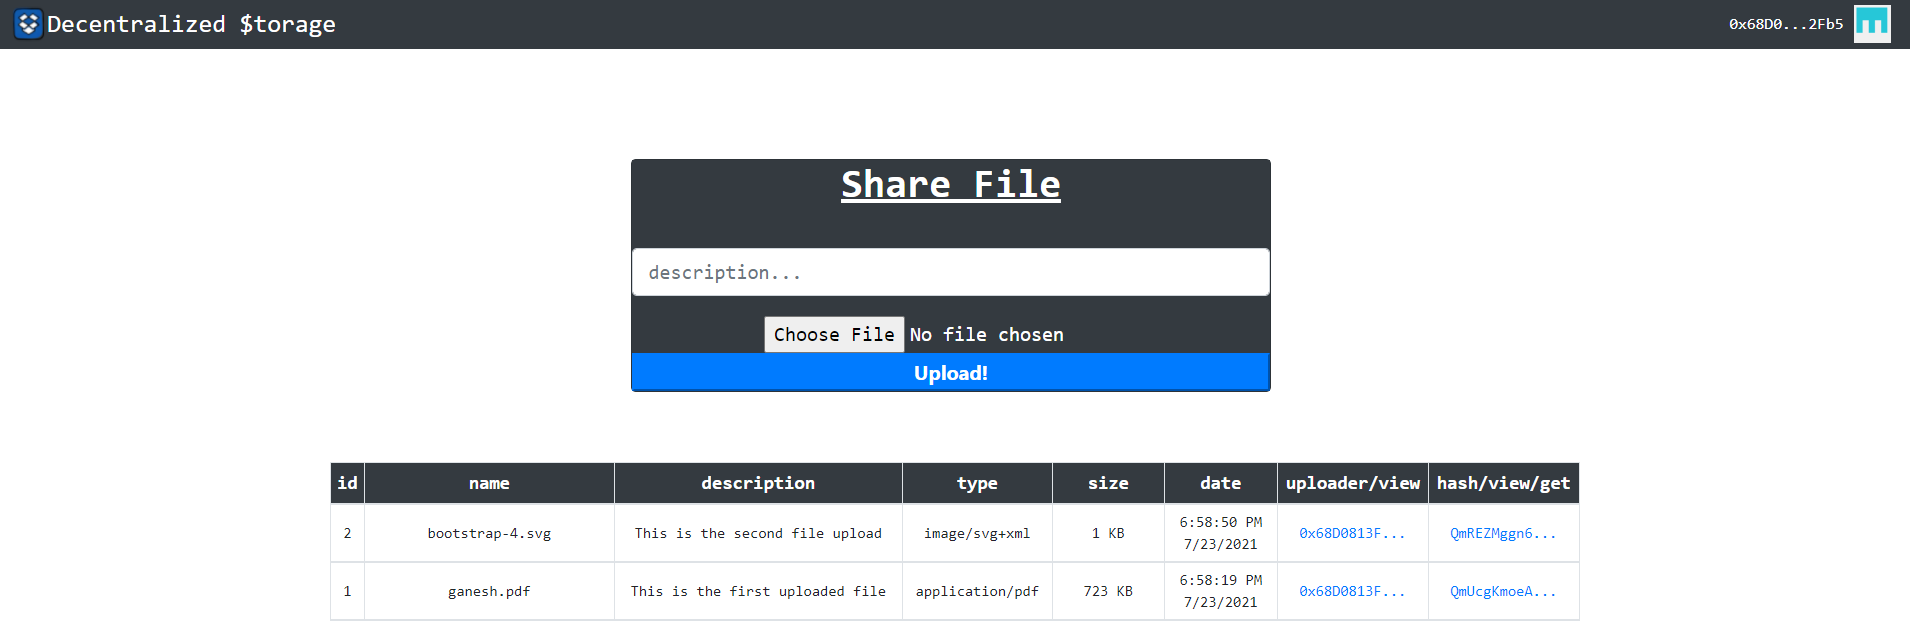 Decentralized $torage
0x68D0...2Fb5
Share File
description...
Choose File No file chosen
Upload!
id name description type size date uploader/view hash/view/get
2 bootstrap-4.svg This is the second file upload image/svg+xml 1 KB 6:58:50 PM 7/23/2021 0x68D0813F... QmREZMggn6...
1 ganesh.pdf This is the first uploaded file application/pdf 723 KB 6:58:19 PM 7/23/2021 0x68D0813F... QmUcgKmoeA...